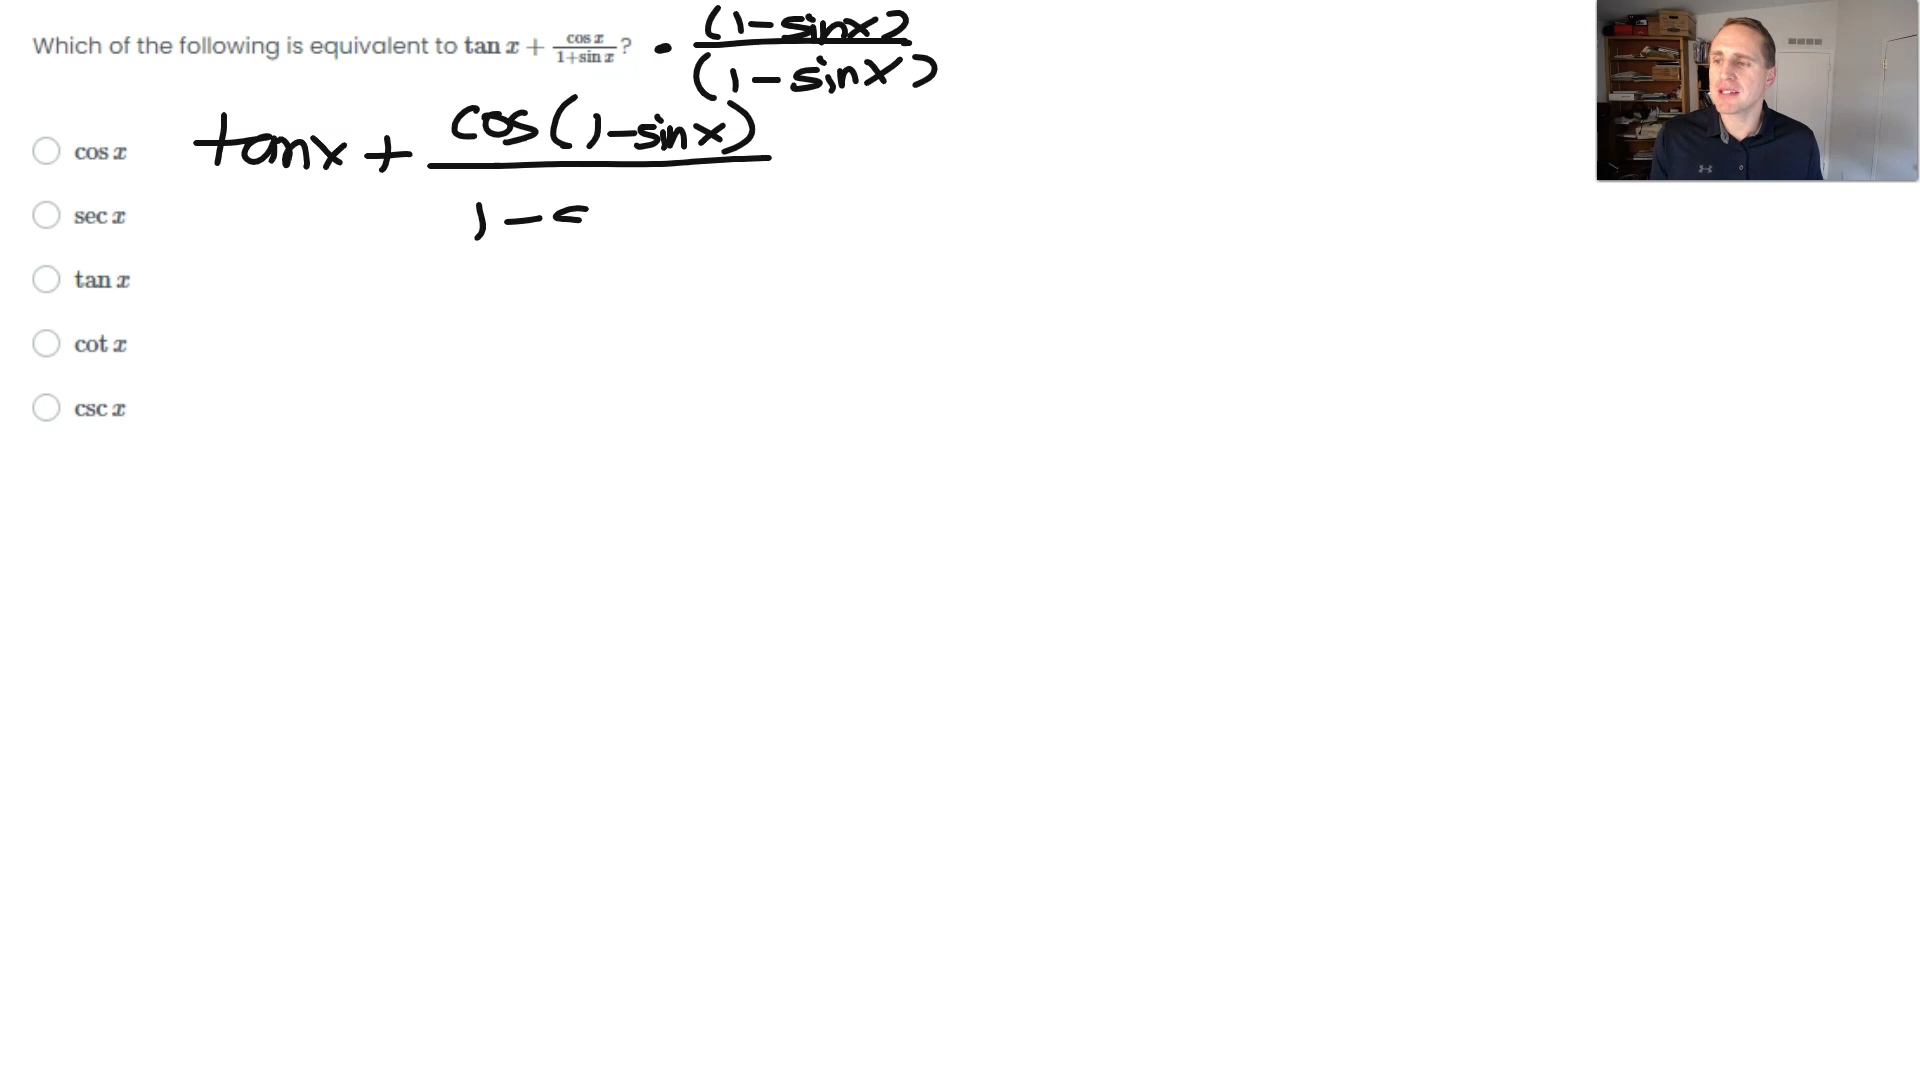 Which of the following is equivalent to tan x + cos x / 1+sin x ? · (1-sinx) / (1-sinx)
tanx + cos(1-sinx) / 1-
cos x
sec x
tan x
cot x
csc x